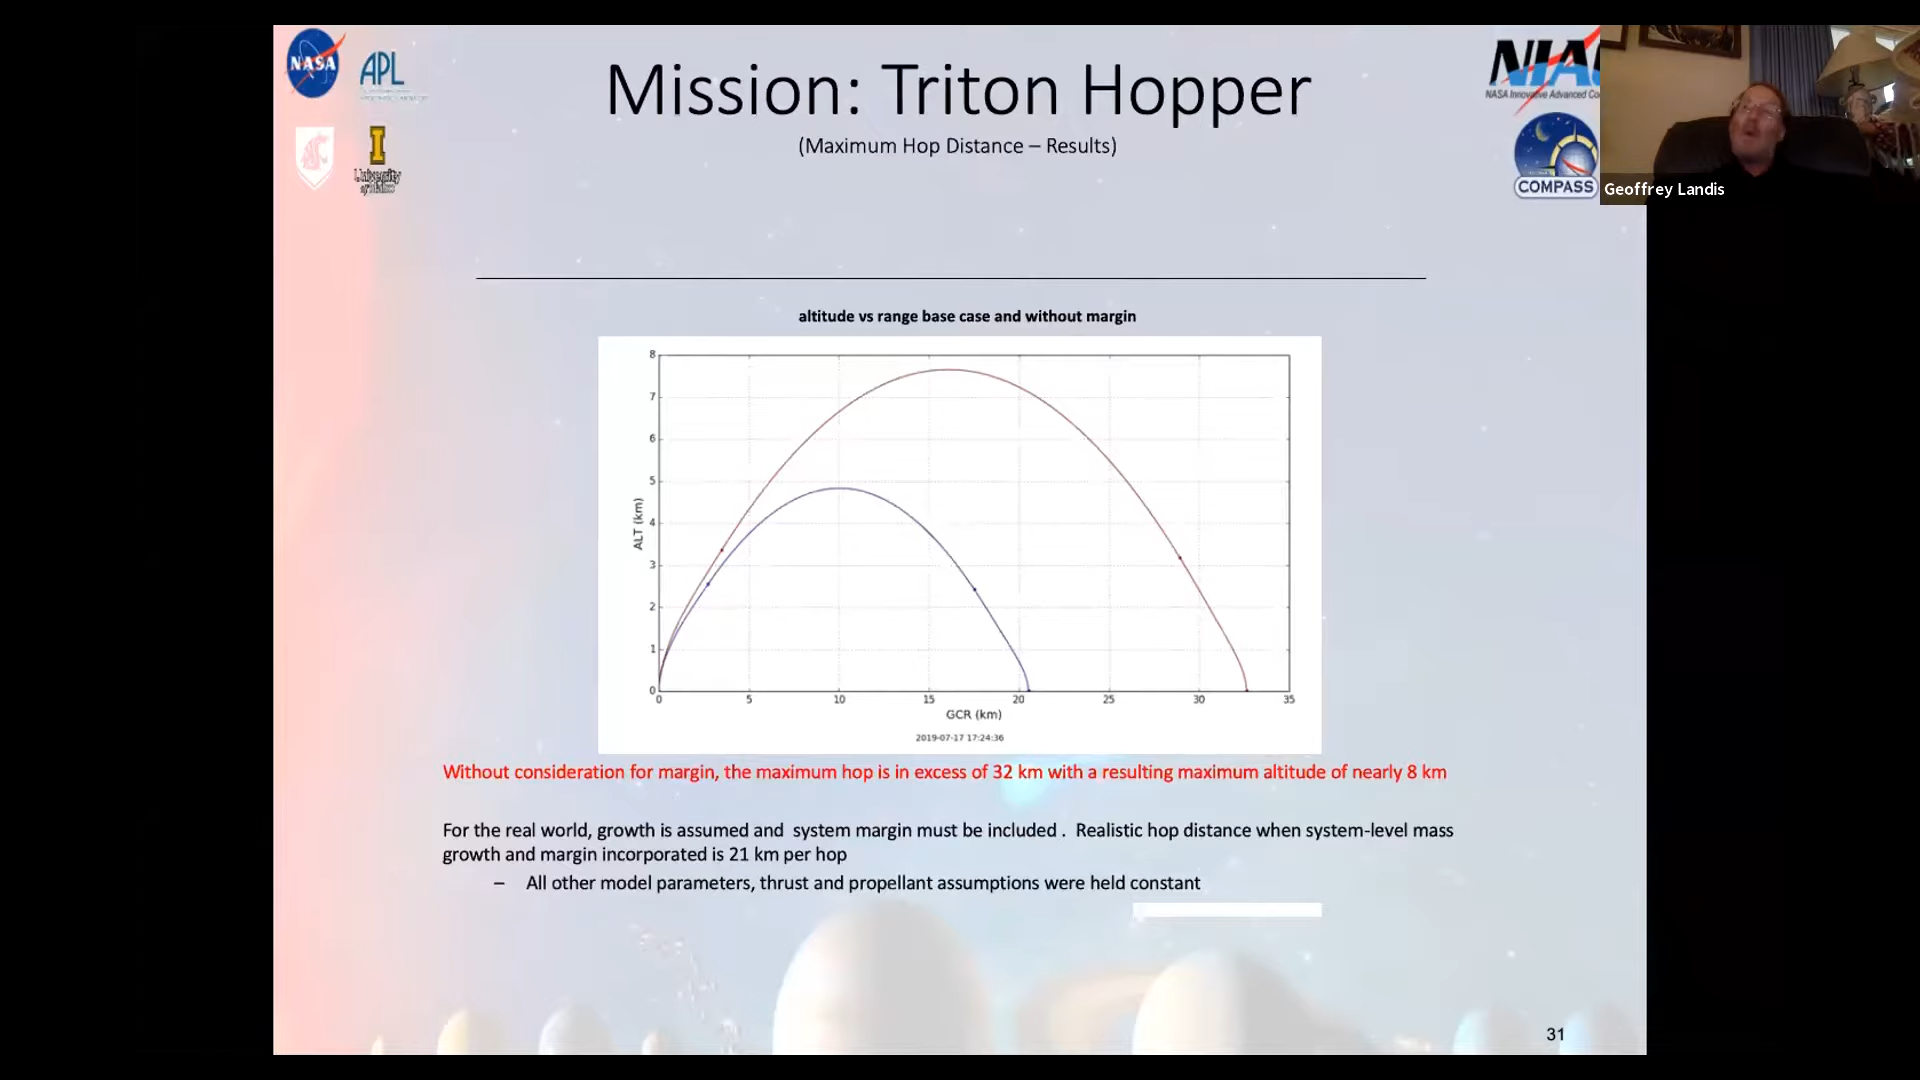 NASA
APL
NIAC
NASA Innovative Advanced Co
University
of Idaho
COMPASS
Geoffrey Landis
Mission: Triton Hopper
(Maximum Hop Distance – Results)
altitude vs range base case and without margin
8
7
6
5
4
3
2
1
0
ALT (km)
0 5 10 15 20 25 30 35
GCR (km)
2019-07-17 17:24:36
Without consideration for margin, the maximum hop is in excess of 32 km with a resulting maximum altitude of nearly 8 km
For the real world, growth is assumed and system margin must be included . Realistic hop distance when system-level mass
growth and margin incorporated is 21 km per hop
– All other model parameters, thrust and propellant assumptions were held constant
31